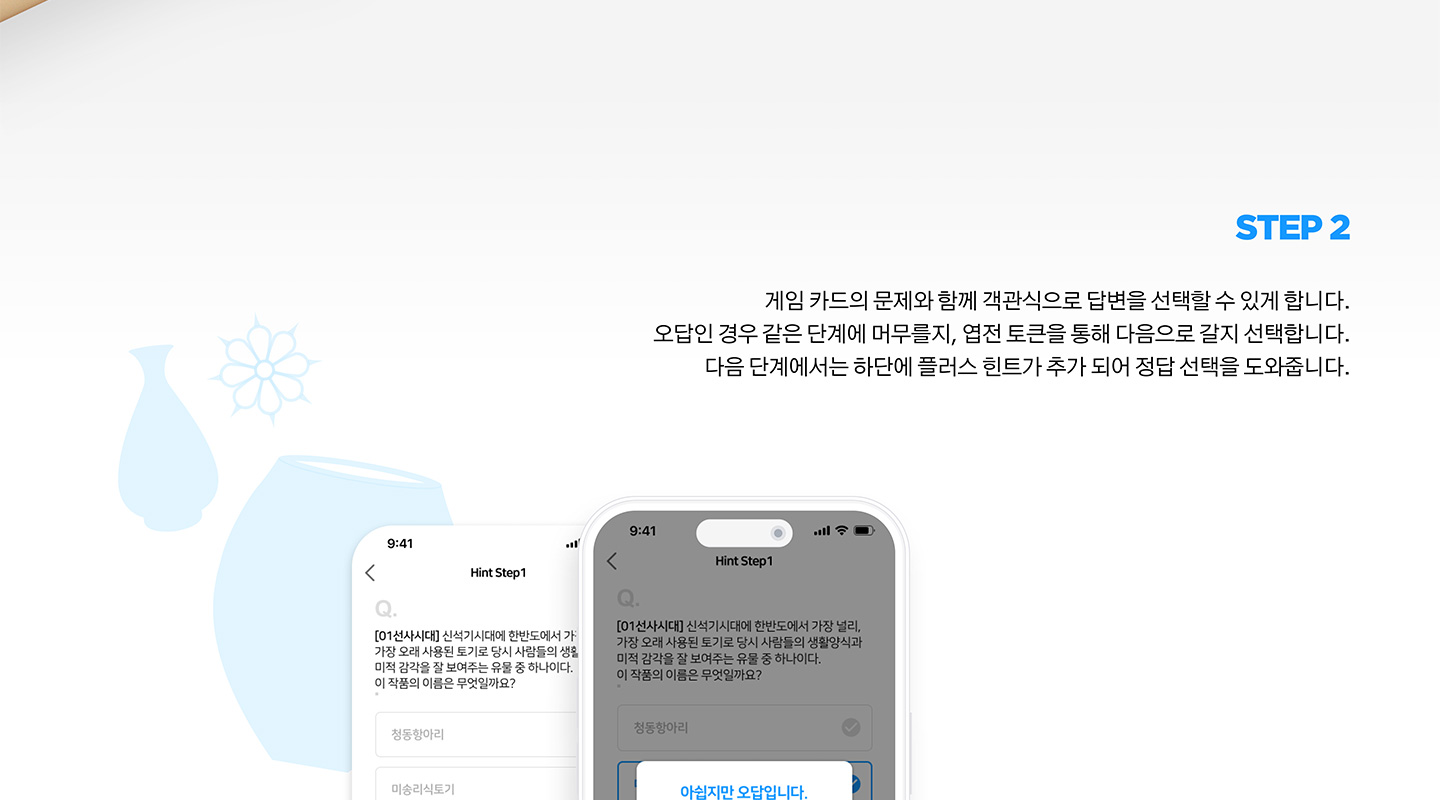 STEP 2
게임 카드의 문제와 함께 객관식으로 답변을 선택할 수 있게 합니다.
오답인 경우 같은 단계에 머무를지, 엽전 토큰을 통해 다음으로 갈지 선택합니다.
다음 단계에서는 하단에 플러스 힌트가 추가 되어 정답 선택을 도와줍니다.
9:41
Hint Step1
Q.
[01선사시대] 신석기시대에 한반도에서
가장 오래 사용된 토기로 당시 사람들의
미적 감각을 잘 보여주는 유물 중 하나이다.
이 작품의 이름은 무엇일까요?
청동항아리
미송리식토기
9:41
Hint Step1
Q.
[01선사시대] 신석기시대에 한반도에서 가장 널리,
가장 오래 사용된 토기로 당시 사람들의 생활양식과
미적 감각을 잘 보여주는 유물 중 하나이다.
이 작품의 이름은 무엇일까요?
청동항아리
아쉽지만 오답입니다.